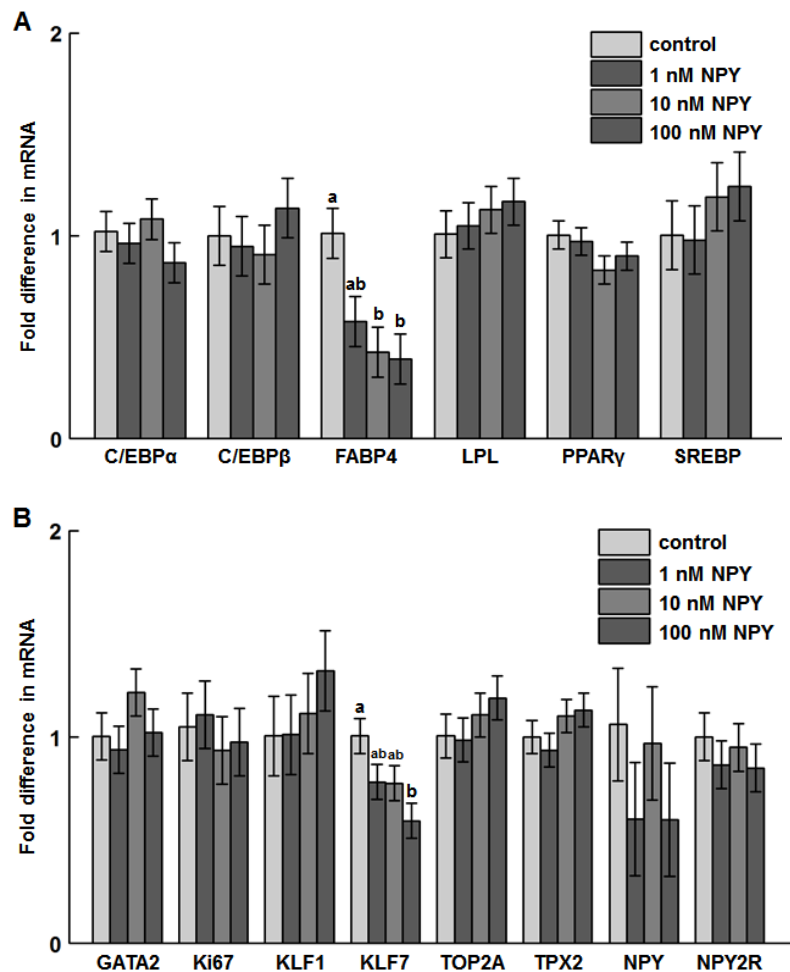 A
2
control
1 nM NPY
10 nM NPY
100 nM NPY
Fold difference in mRNA
a
1
ab
b b
0
C/EBPα C/EBPβ FABP4 LPL PPARγ SREBP
B
2
control
1 nM NPY
10 nM NPY
100 nM NPY
Fold difference in mRNA
a
1
ab ab
b
0
GATA2 Ki67 KLF1 KLF7 TOP2A TPX2 NPY NPY2R